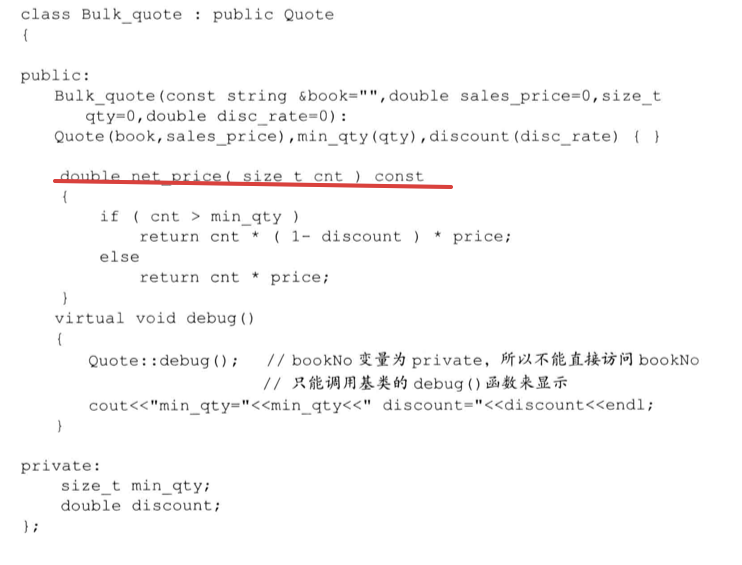 class Bulk_quote : public Quote
{
public:
Bulk_quote(const string &book="",double sales_price=0,size_t
qty=0,double disc_rate=0):
Quote(book,sales_price),min_qty(qty),discount(disc_rate) { }
double net_price( size_t cnt ) const
{
if ( cnt > min_qty )
return cnt * ( 1- discount ) * price;
else
return cnt * price;
}
virtual void debug()
{
Quote::debug(); // bookNo 变量为 private, 所以不能直接访问 bookNo
// 只能调用基类的 debug()函数来显示
cout<<"min_qty="<<min_qty<<" discount="<<discount<<endl;
}
private:
size_t min_qty;
double discount;
};